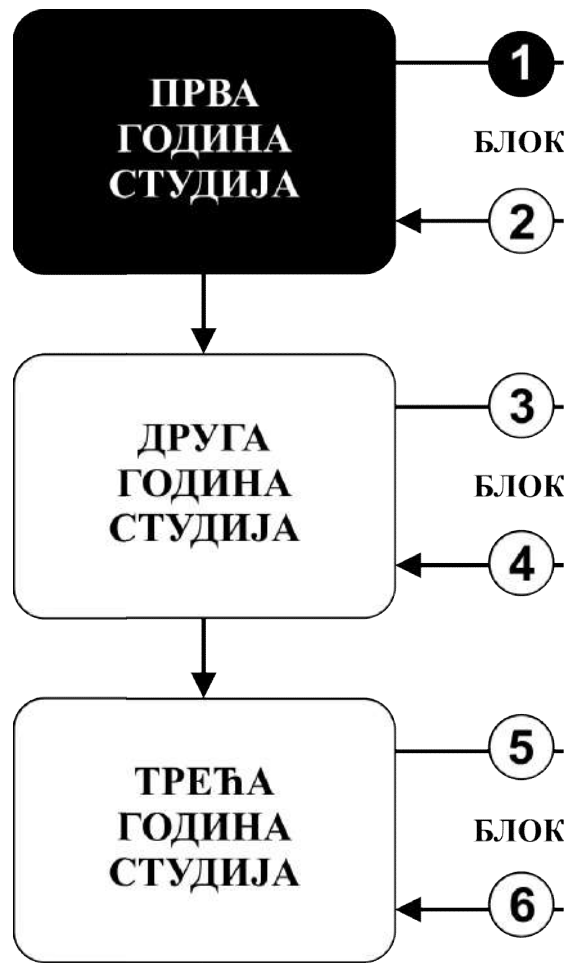 ПРВА
ГОДИНА
СТУДИЈА
1
БЛОК
2
ДРУГА
ГОДИНА
СТУДИЈА
3
БЛОК
4
ТРЕЋА
ГОДИНА
СТУДИЈА
5
БЛОК
6